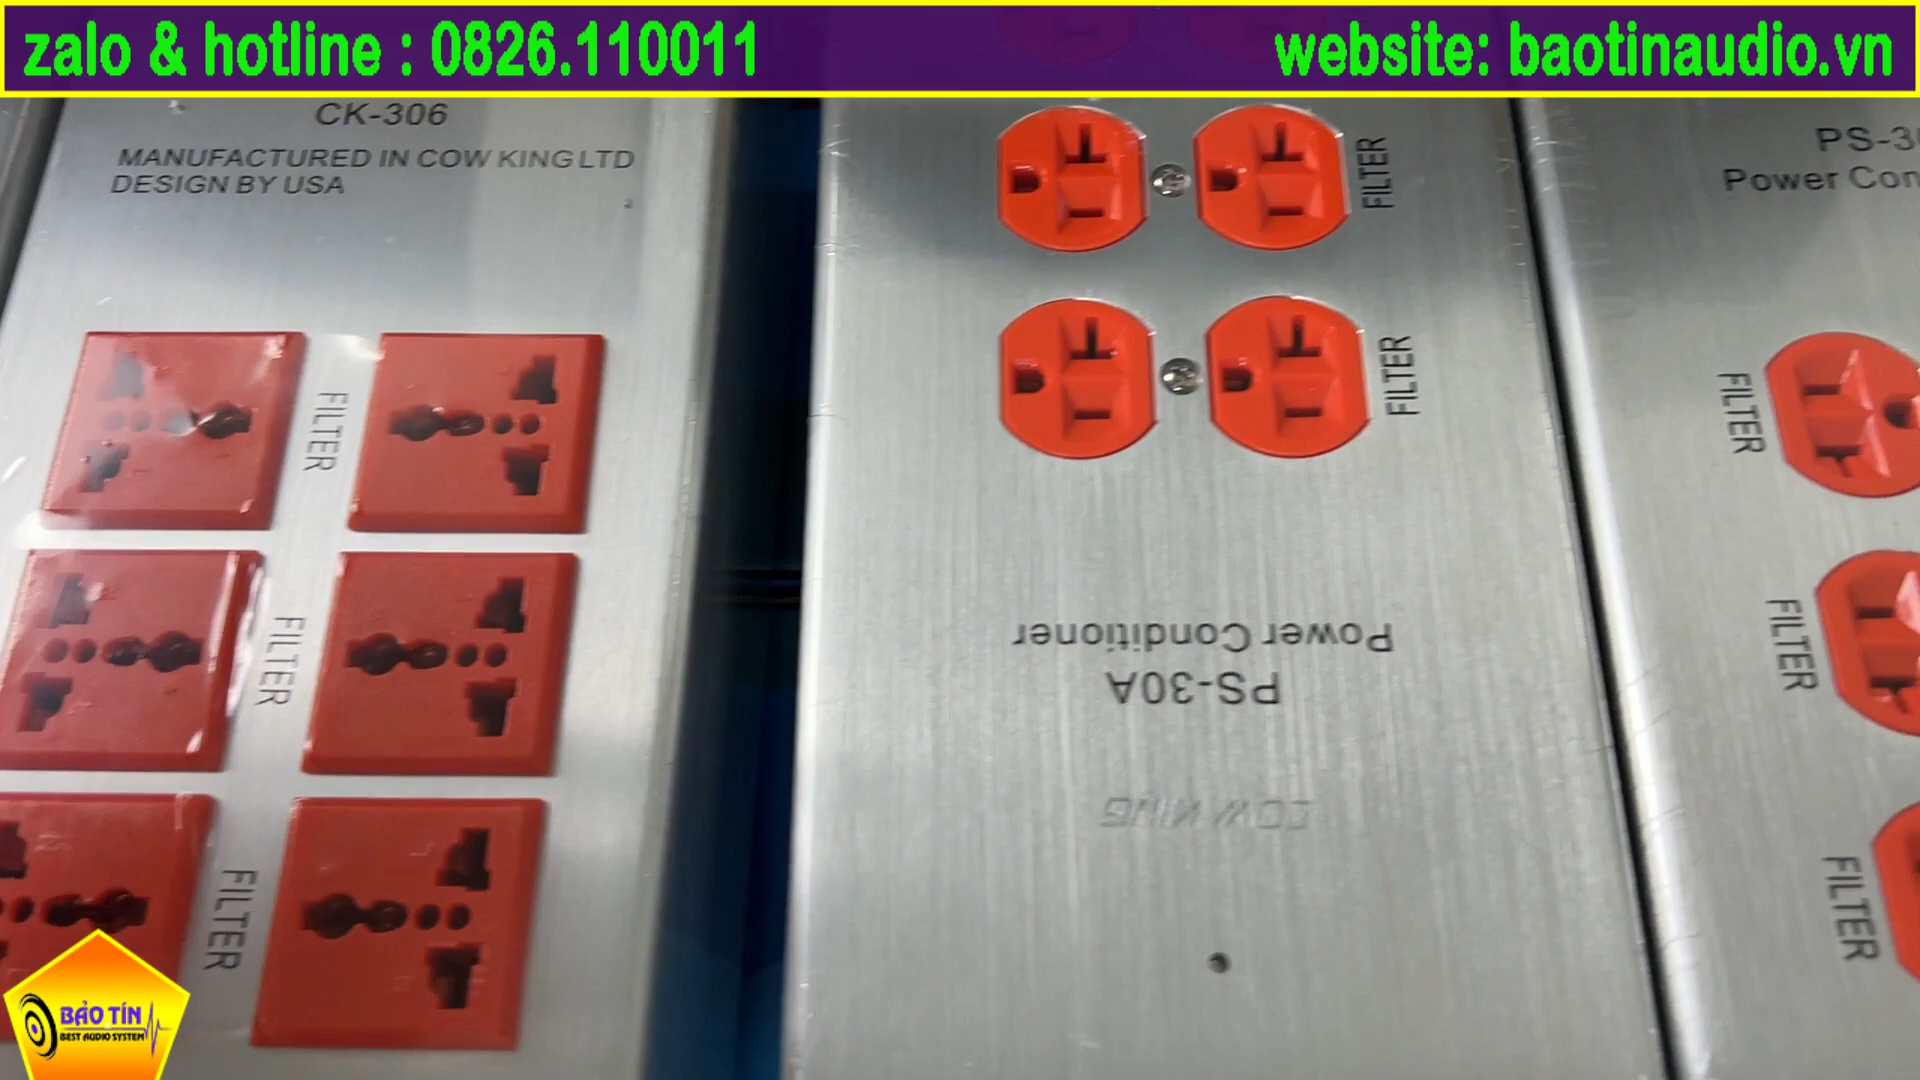 zalo & hotline : 0826.110011
website: baotinaudio.vn
CK-306
MANUFACTURED IN COW KING LTD
DESIGN BY USA
FILTER
FILTER
FILTER
FILTER
FILTER
Power Conditioner
PS-30A
COW KING
PS-30
Power Con
FILTER
FILTER
FILTER
BẢO TÍN
BEST AUDIO SYSTEM